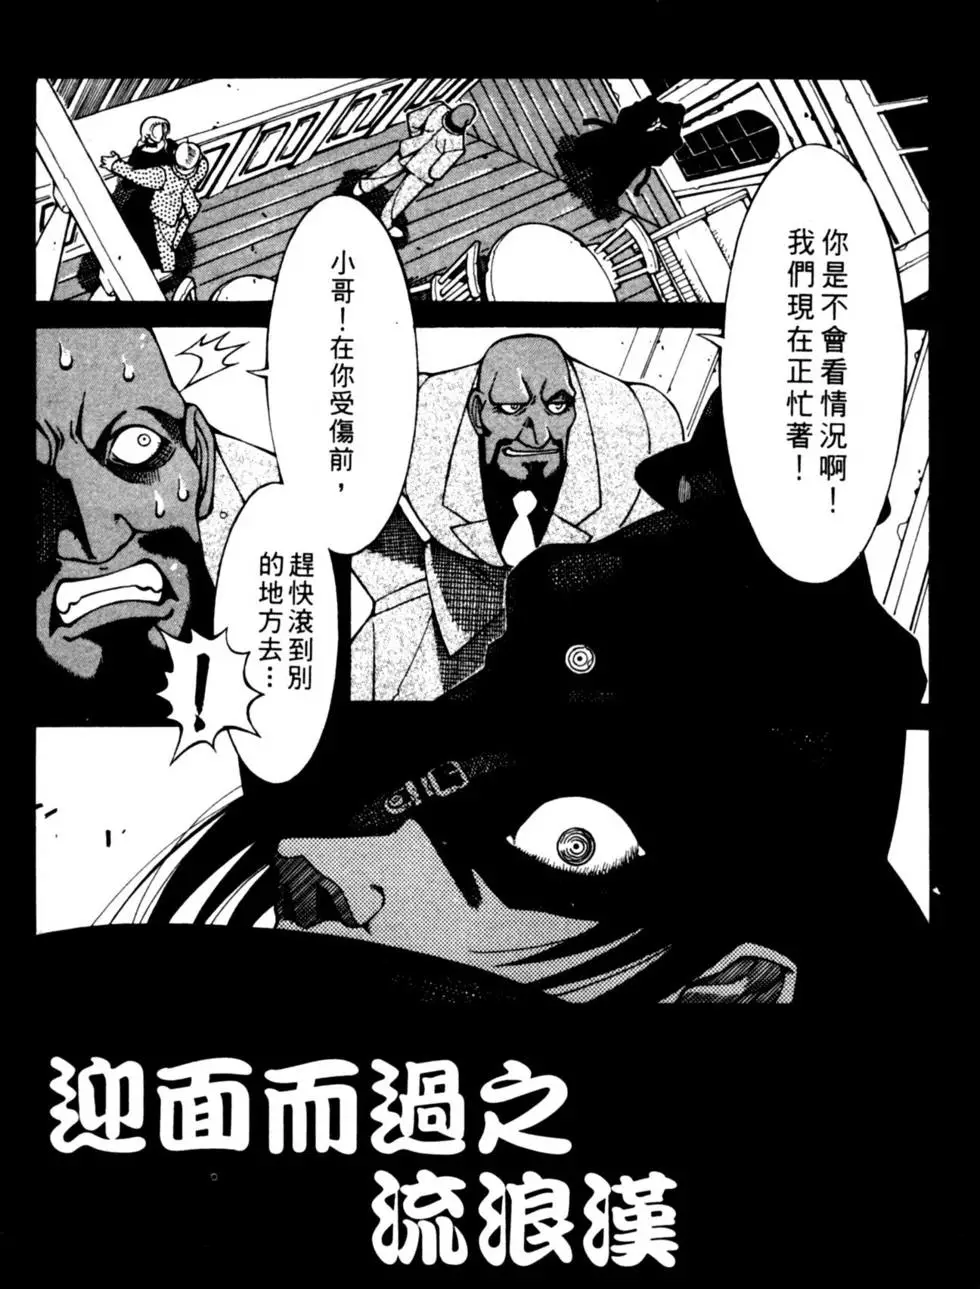 你是不會看情況啊！
我們現在正忙著！
小哥！在你受傷前，
趕快滾到別
的地方去…
！
迎面而過之
流浪漢